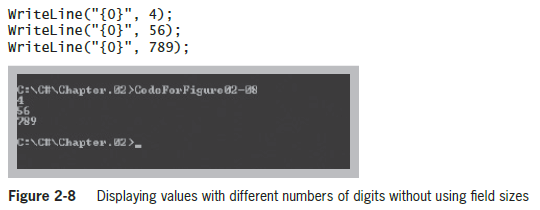 WriteLine("{0}", 4);
WriteLine("{0}", 56);
WriteLine("{0}", 789);
C:\C#\Chapter.02>CodeForFigure02-08
4
56
789
C:\C#\Chapter.02>_
Figure 2-8 Displaying values with different numbers of digits without using field sizes